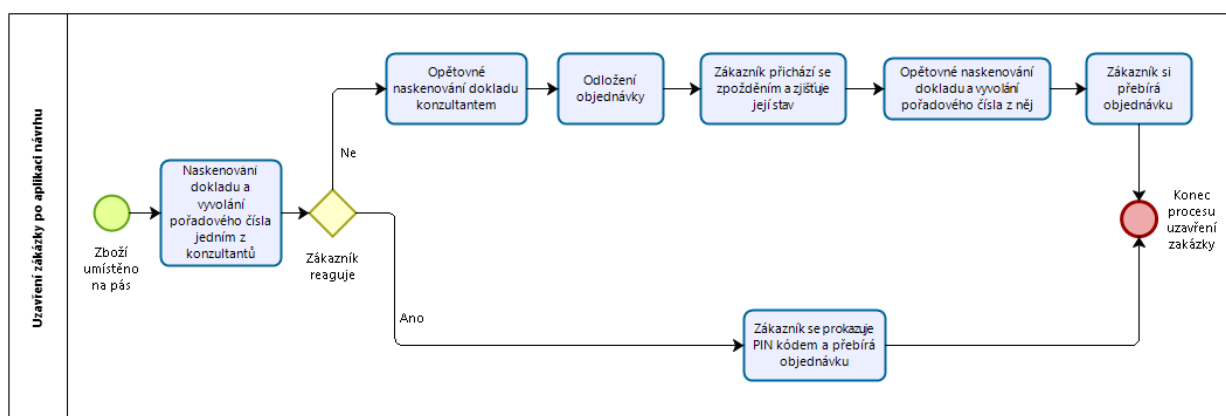 Uzavření zákázky po aplikaci návrhu
Zboží
umístěno
na pás
Naskenování
dokladu a
vyvolání
pořadového čísla
jedním z
konzultantů
Zákazník
reaguje
Ne
Opětovné
naskenování dokladu
konzultantem
Odložení
objednávky
Zákazník přichází se
zpožděním a zjišťuje
její stav
Opětovné naskenování
dokladu a vyvolání
pořadového čísla z něj
Zákazník si
přebírá
objednávku
Ano
Zákazník se prokazuje
PIN kódem a přebírá
objednávku
Konec
procesu
uzavření
zakázky